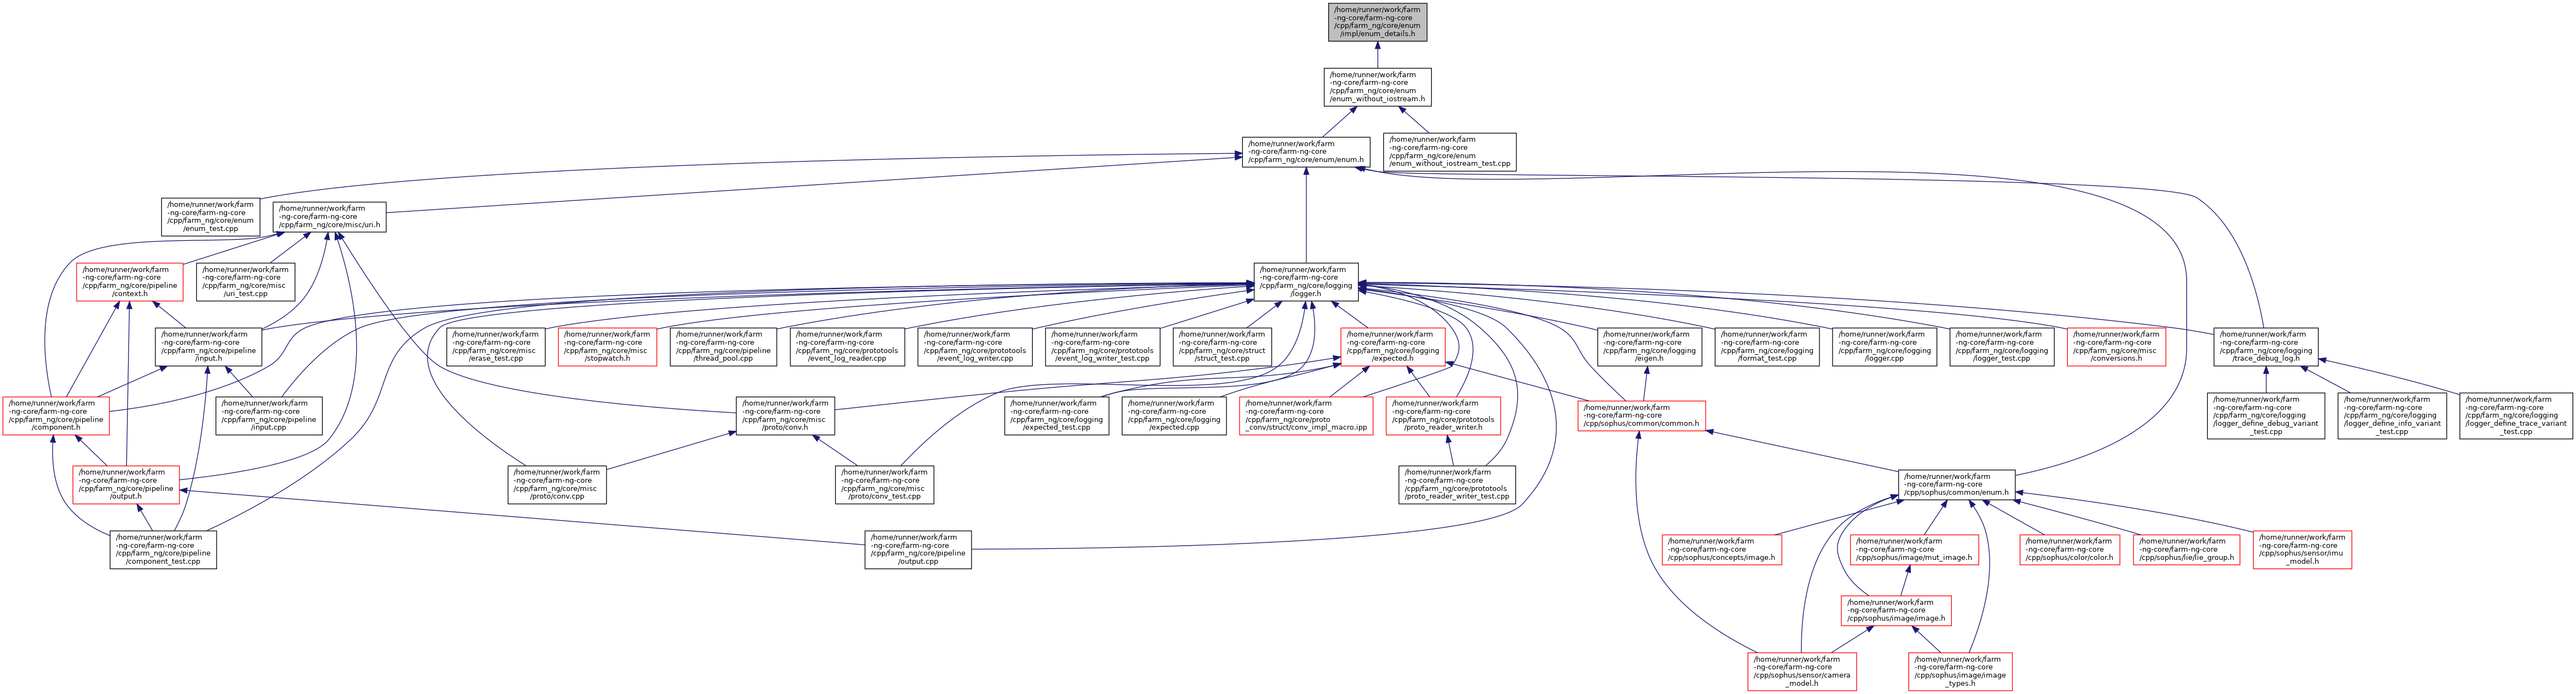 /home/runner/work/farm
-ng-core/farm-ng-core
/cpp/farm_ng/core/enum
/impl/enum_details.h
/home/runner/work/farm
-ng-core/farm-ng-core
/cpp/farm_ng/core/enum
/enum_without_iostream.h
/home/runner/work/farm
-ng-core/farm-ng-core
/cpp/farm_ng/core/enum/enum.h
/home/runner/work/farm
-ng-core/farm-ng-core
/cpp/farm_ng/core/enum
/enum_without_iostream_test.cpp
/home/runner/work/farm
-ng-core/farm-ng-core
/cpp/farm_ng/core/enum
/enum_test.cpp
/home/runner/work/farm
-ng-core/farm-ng-core
/cpp/farm_ng/core/misc/uri.h
/home/runner/work/farm
-ng-core/farm-ng-core
/cpp/farm_ng/core/pipeline
/context.h
/home/runner/work/farm
-ng-core/farm-ng-core
/cpp/farm_ng/core/misc
/uri_test.cpp
/home/runner/work/farm
-ng-core/farm-ng-core
/cpp/farm_ng/core/logging
/logger.h
/home/runner/work/farm
-ng-core/farm-ng-core
/cpp/farm_ng/core/pipeline
/input.h
/home/runner/work/farm
-ng-core/farm-ng-core
/cpp/farm_ng/core/misc
/erase_test.cpp
/home/runner/work/farm
-ng-core/farm-ng-core
/cpp/farm_ng/core/misc
/stopwatch.h
/home/runner/work/farm
-ng-core/farm-ng-core
/cpp/farm_ng/core/pipeline
/thread_pool.cpp
/home/runner/work/farm
-ng-core/farm-ng-core
/cpp/farm_ng/core/prototools
/event_log_reader.cpp
/home/runner/work/farm
-ng-core/farm-ng-core
/cpp/farm_ng/core/prototools
/event_log_writer.cpp
/home/runner/work/farm
-ng-core/farm-ng-core
/cpp/farm_ng/core/prototools
/event_log_writer_test.cpp
/home/runner/work/farm
-ng-core/farm-ng-core
/cpp/farm_ng/core/struct
/struct_test.cpp
/home/runner/work/farm
-ng-core/farm-ng-core
/cpp/farm_ng/core/logging
/expected.h
/home/runner/work/farm
-ng-core/farm-ng-core
/cpp/farm_ng/core/logging
/eigen.h
/home/runner/work/farm
-ng-core/farm-ng-core
/cpp/farm_ng/core/logging
/format_test.cpp
/home/runner/work/farm
-ng-core/farm-ng-core
/cpp/farm_ng/core/logging
/logger.cpp
/home/runner/work/farm
-ng-core/farm-ng-core
/cpp/farm_ng/core/logging
/logger_test.cpp
/home/runner/work/farm
-ng-core/farm-ng-core
/cpp/farm_ng/core/misc
/conversions.h
/home/runner/work/farm
-ng-core/farm-ng-core
/cpp/farm_ng/core/logging
/trace_debug_log.h
/home/runner/work/farm
-ng-core/farm-ng-core
/cpp/farm_ng/core/pipeline
/component.h
/home/runner/work/farm
-ng-core/farm-ng-core
/cpp/farm_ng/core/pipeline
/input.cpp
/home/runner/work/farm
-ng-core/farm-ng-core
/cpp/farm_ng/core/misc
/proto/conv.h
/home/runner/work/farm
-ng-core/farm-ng-core
/cpp/farm_ng/core/logging
/expected_test.cpp
/home/runner/work/farm
-ng-core/farm-ng-core
/cpp/farm_ng/core/logging
/expected.cpp
/home/runner/work/farm
-ng-core/farm-ng-core
/cpp/farm_ng/core/proto
_conv/struct/conv_impl_macro.ipp
/home/runner/work/farm
-ng-core/farm-ng-core
/cpp/farm_ng/core/prototools
/proto_reader_writer.h
/home/runner/work/farm
-ng-core/farm-ng-core
/cpp/sophus/common/common.h
/home/runner/work/farm
-ng-core/farm-ng-core
/cpp/farm_ng/core/logging
/logger_define_debug_variant
_test.cpp
/home/runner/work/farm
-ng-core/farm-ng-core
/cpp/farm_ng/core/logging
/logger_define_info_variant
_test.cpp
/home/runner/work/farm
-ng-core/farm-ng-core
/cpp/farm_ng/core/logging
/logger_define_trace_variant
_test.cpp
/home/runner/work/farm
-ng-core/farm-ng-core
/cpp/farm_ng/core/pipeline
/output.h
/home/runner/work/farm
-ng-core/farm-ng-core
/cpp/farm_ng/core/misc
/proto/conv.cpp
/home/runner/work/farm
-ng-core/farm-ng-core
/cpp/farm_ng/core/misc
/proto/conv_test.cpp
/home/runner/work/farm
-ng-core/farm-ng-core
/cpp/farm_ng/core/prototools
/proto_reader_writer_test.cpp
/home/runner/work/farm
-ng-core/farm-ng-core
/cpp/sophus/common/enum.h
/home/runner/work/farm
-ng-core/farm-ng-core
/cpp/farm_ng/core/pipeline
/component_test.cpp
/home/runner/work/farm
-ng-core/farm-ng-core
/cpp/farm_ng/core/pipeline
/output.cpp
/home/runner/work/farm
-ng-core/farm-ng-core
/cpp/sophus/concepts/image.h
/home/runner/work/farm
-ng-core/farm-ng-core
/cpp/sophus/image/mut_image.h
/home/runner/work/farm
-ng-core/farm-ng-core
/cpp/sophus/color/color.h
/home/runner/work/farm
-ng-core/farm-ng-core
/cpp/sophus/lie/lie_group.h
/home/runner/work/farm
-ng-core/farm-ng-core
/cpp/sophus/sensor/imu
_model.h
/home/runner/work/farm
-ng-core/farm-ng-core
/cpp/sophus/image/image.h
/home/runner/work/farm
-ng-core/farm-ng-core
/cpp/sophus/sensor/camera
_model.h
/home/runner/work/farm
-ng-core/farm-ng-core
/cpp/sophus/image/image
_types.h